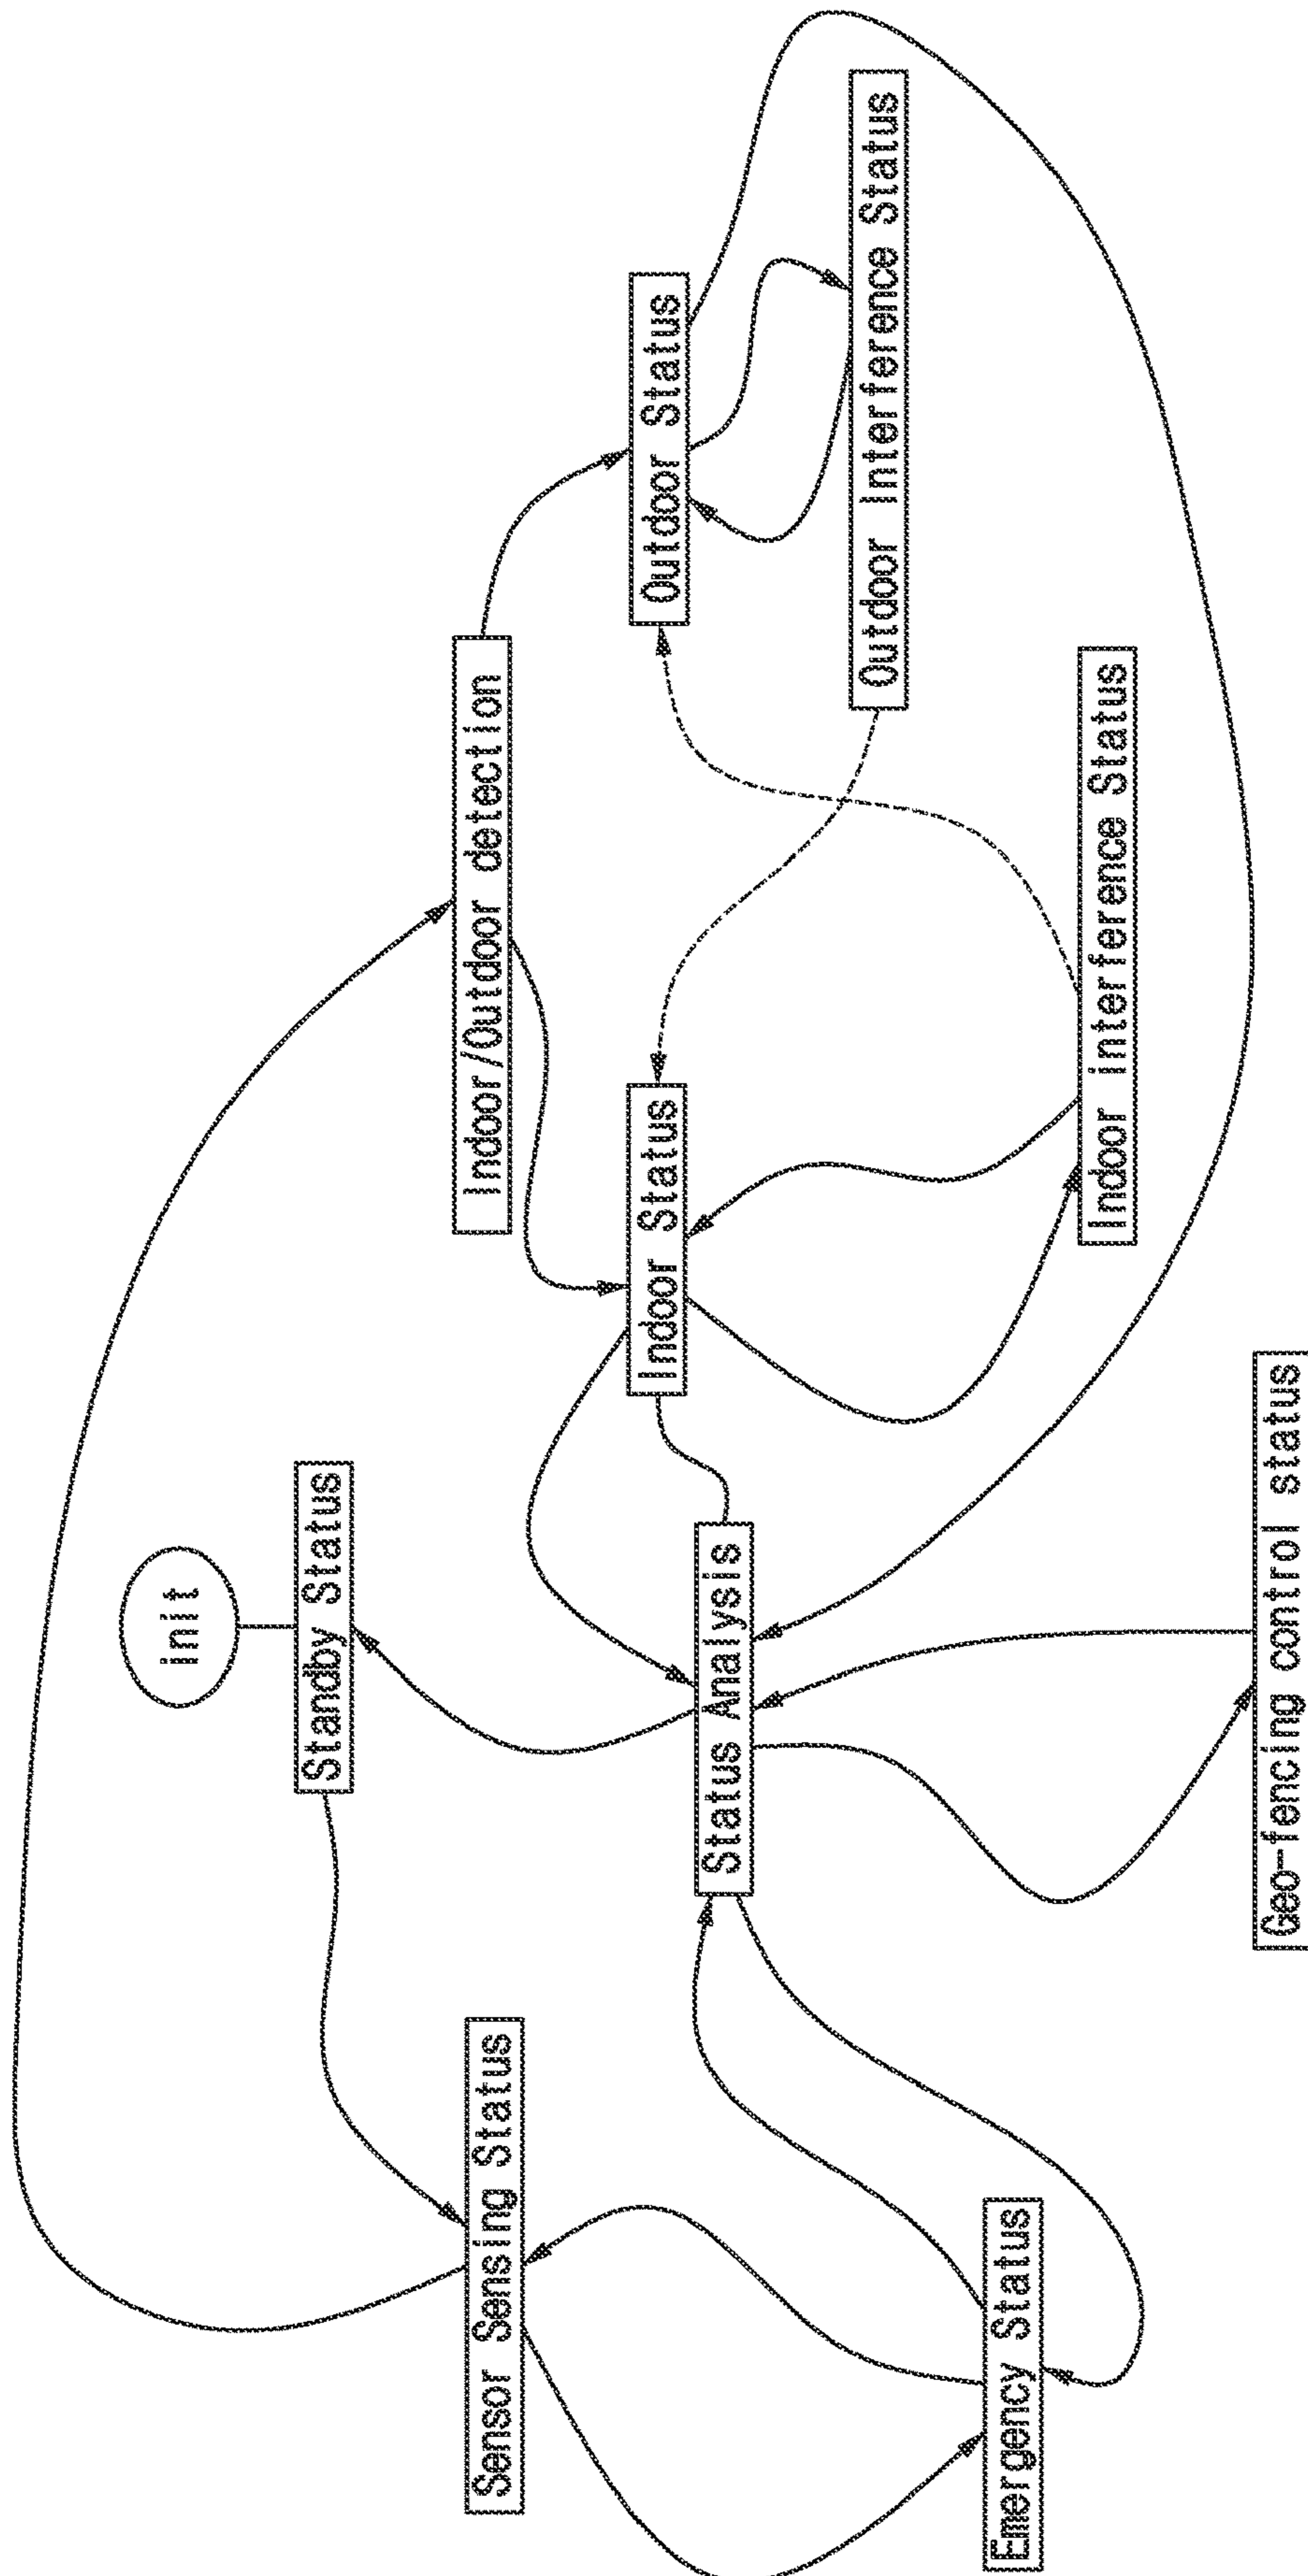 init
Standby Status
Sensor Sensing Status
Indoor/Outdoor detection
Indoor Status
Outdoor Status
Status Analysis
Outdoor Interference Status
Emergency Status
Indoor interference Status
Geo-fencing control status